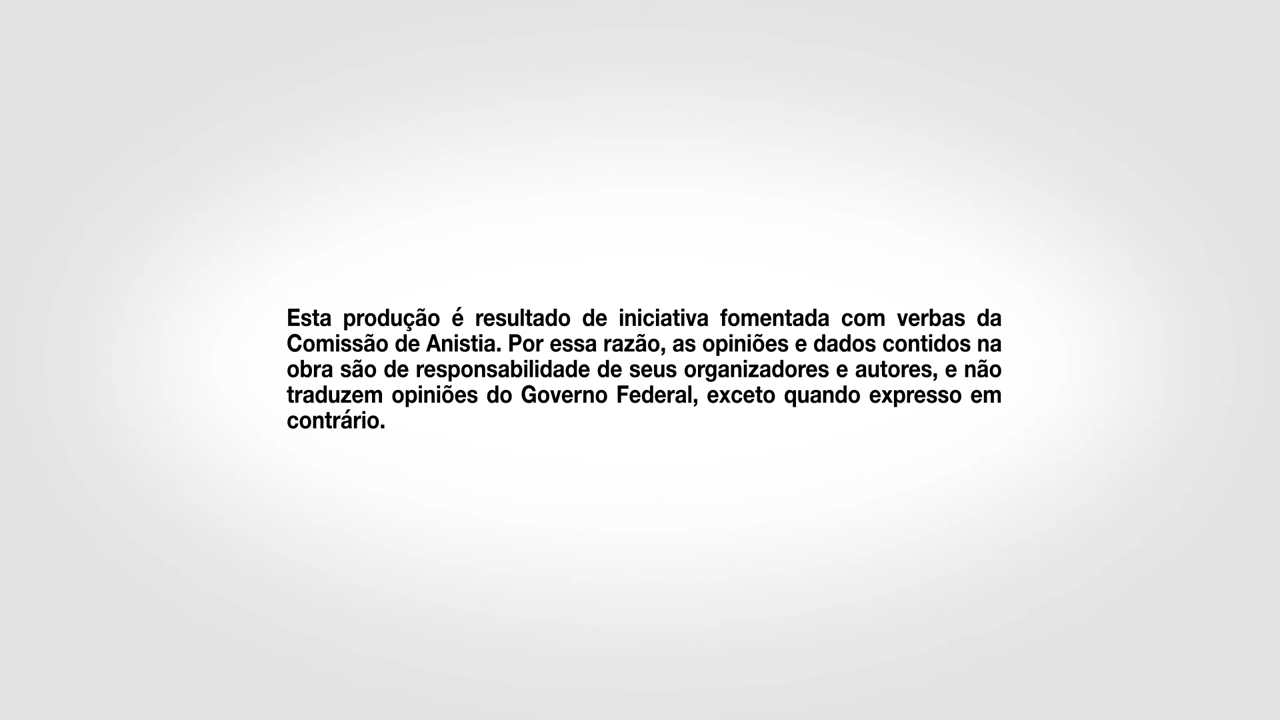 Esta produção é resultado de iniciativa fomentada com verbas da
Comissão de Anistia. Por essa razão, as opiniões e dados contidos na
obra são de responsabilidade de seus organizadores e autores, e não
traduzem opiniões do Governo Federal, exceto quando expresso em
contrário.